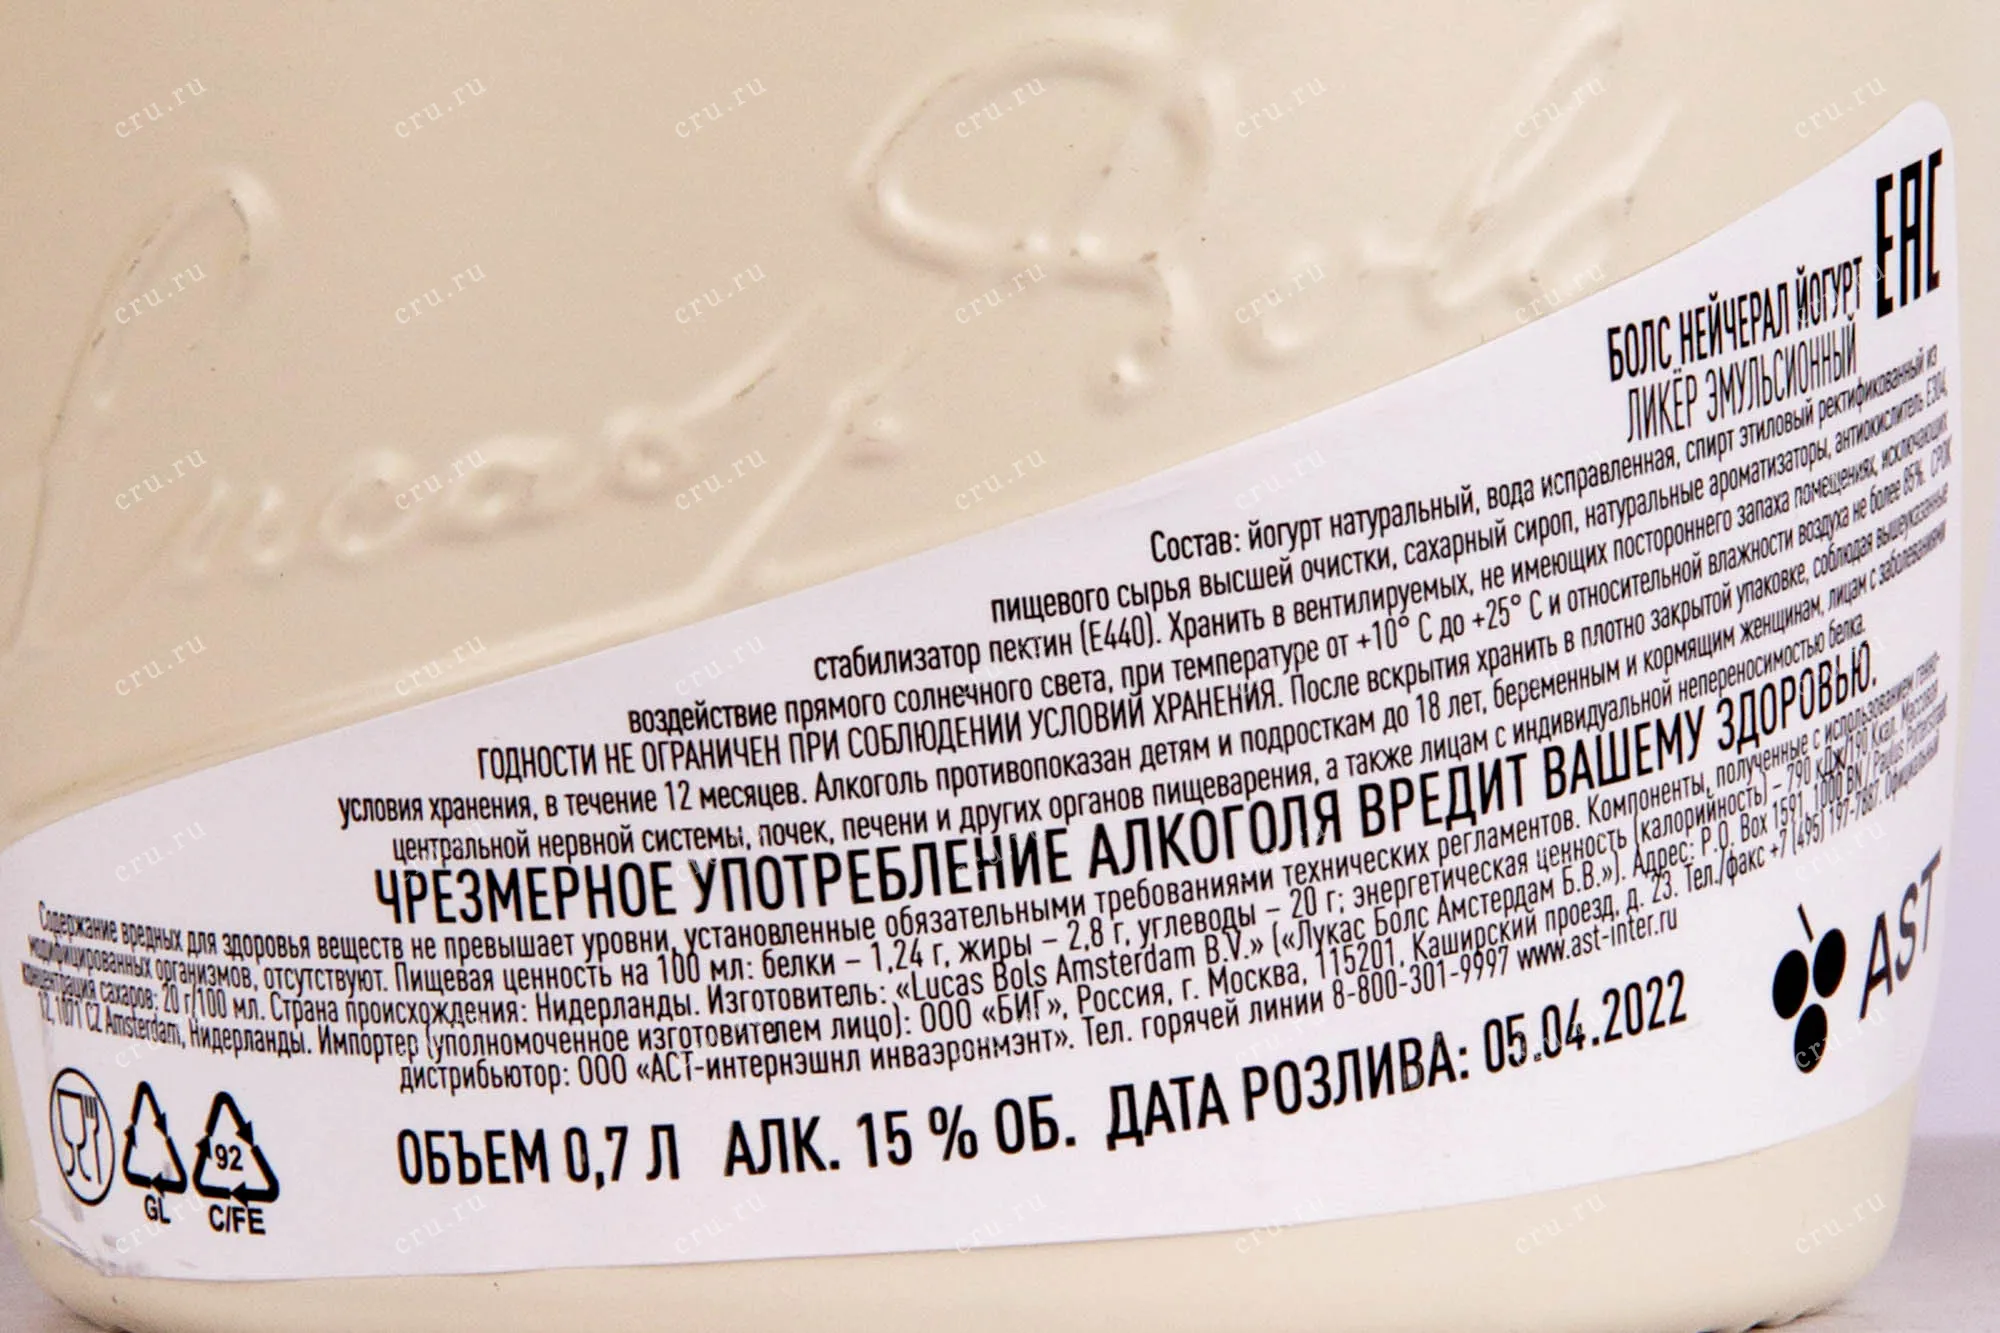 Lucas Bols
ЕАС
БОЛС НЕЙЧЕРАЛ ЙОГУРТ
ЛИКЁР ЭМУЛЬСИОННЫЙ
Состав: йогурт натуральный, вода исправленная, спирт этиловый ректификованный из
пищевого сырья высшей очистки, сахарный сироп, натуральные ароматизаторы, антиокислитель Е304,
стабилизатор пектин (Е440). Хранить в вентилируемых, не имеющих постороннего запаха помещениях, исключающих
воздействие прямого солнечного света, при температуре от +10° С до +25° С и относительной влажности воздуха не более 85%. СРОК
ГОДНОСТИ НЕ ОГРАНИЧЕН ПРИ СОБЛЮДЕНИИ УСЛОВИЙ ХРАНЕНИЯ. После вскрытия хранить в плотно закрытой упаковке, соблюдая вышеуказанные
условия хранения, в течение 12 месяцев. Алкоголь противопоказан детям и подросткам до 18 лет, беременным и кормящим женщинам, лицам с заболеваниями
центральной нервной системы, почек, печени и других органов пищеварения, а также лицам с индивидуальной непереносимостью белка.
ЧРЕЗМЕРНОЕ УПОТРЕБЛЕНИЕ АЛКОГОЛЯ ВРЕДИТ ВАШЕМУ ЗДОРОВЬЮ.
Содержание вредных для здоровья веществ не превышает уровни, установленные обязательными требованиями технических регламентов. Компоненты, полученные с использованием генно-
модифицированных организмов, отсутствуют. Пищевая ценность на 100 мл: белки – 1,24 г, жиры – 2,8 г, углеводы – 20 г; энергетическая ценность (калорийность) – 790 кДж/190 Ккал. Массовая
концентрация сахаров: 20 г/100 мл. Страна происхождения: Нидерланды. Изготовитель: «Lucas Bols Amsterdam B.V.» («Лукас Болс Амстердам Б.В.»). Адрес: P.O. Box 1591, 1000 BN / Paulus Potterstraat
12, 1071 CZ Amsterdam, Нидерланды. Импортер (уполномоченное изготовителем лицо): ООО «БИГ», Россия, г. Москва, 115201, Каширский проезд, д. 23. Тел./факс +7 (495) 197-7887. Официальный
дистрибьютор: ООО «АСТ-интернэшнл инваэронмэнт». Тел. горячей линии 8-800-301-9997 www.ast-inter.ru
AST
GL
92
C/FE
ОБЪЕМ 0,7 Л АЛК. 15 % ОБ. ДАТА РОЗЛИВА: 05.04.2022
cru.ru